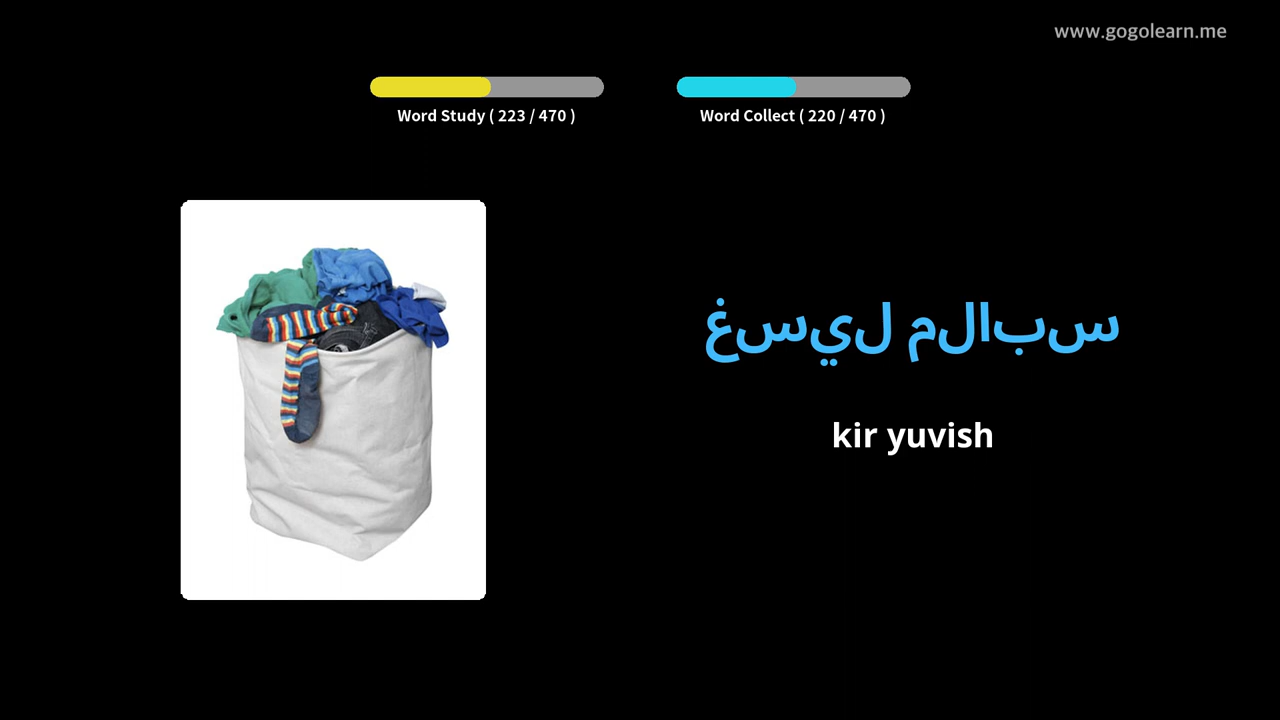 www.gogolearn.me
Word Study ( 223 / 470 )
Word Collect ( 220 / 470 )
غسيل ملابس
kir yuvish